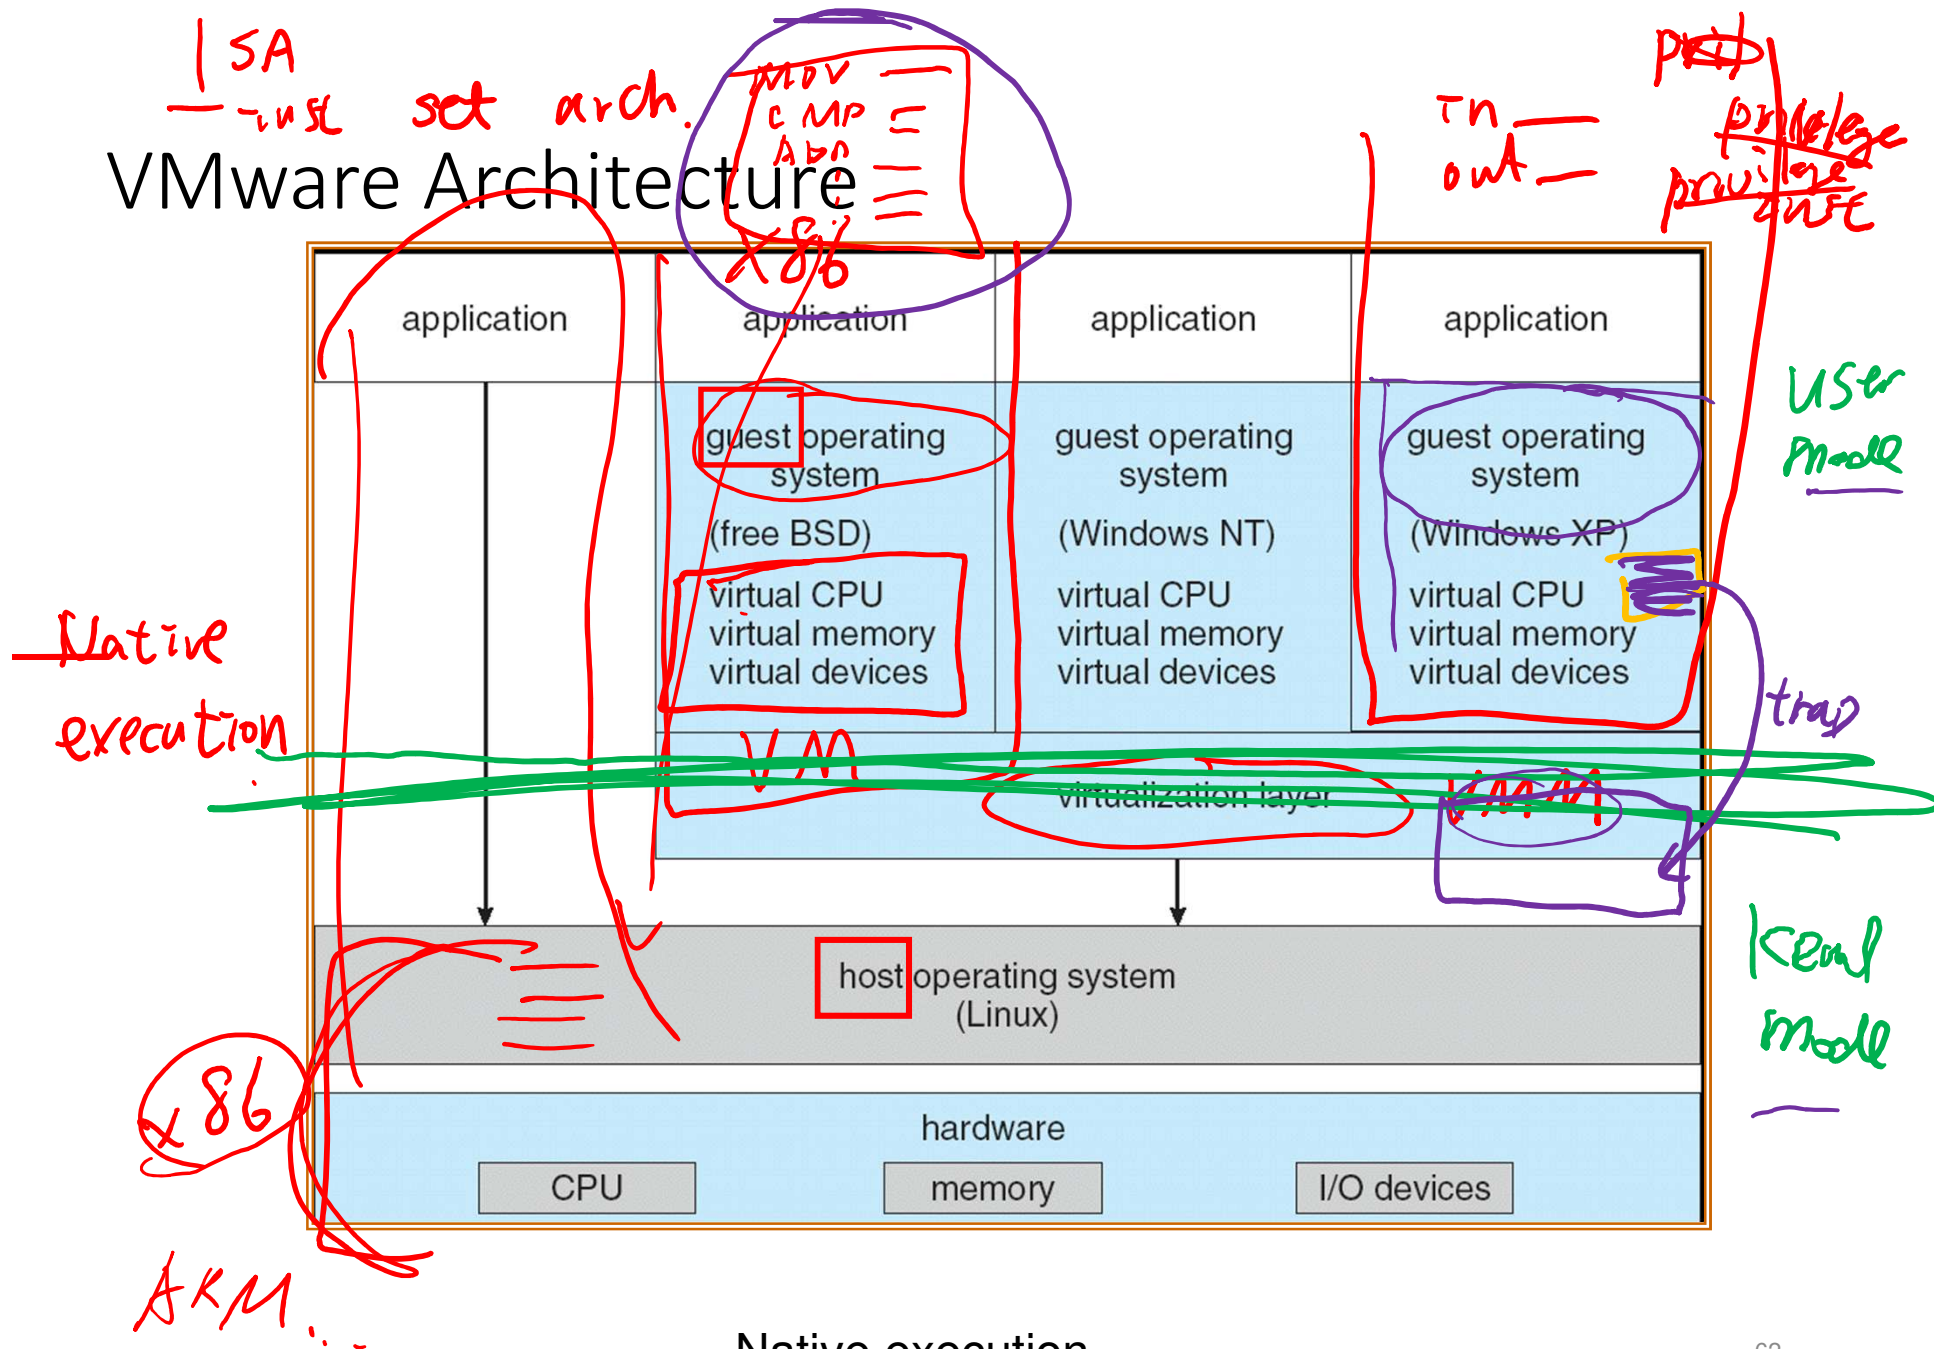 ISA
inst set arch.
MOV
CMP
ADD
x86
in
out
privilege
privilege
inst
VMware Architecture
application
application
application
application
user
mode
guest operating
system
(free BSD)
virtual CPU
virtual memory
virtual devices
guest operating
system
(Windows NT)
virtual CPU
virtual memory
virtual devices
guest operating
system
(Windows XP)
virtual CPU
virtual memory
virtual devices
Native
execution
trap
VM
virtualization layer
VMM
host operating system
(Linux)
kernel
mode
x86
hardware
CPU
memory
I/O devices
ARM...
Native execution
62